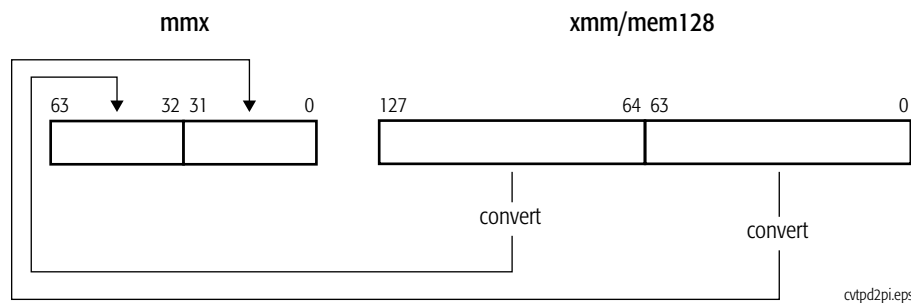 mmx xmm/mem128
63 32 31 0 127 64 63 0
convert
convert
cvtpd2pi.eps